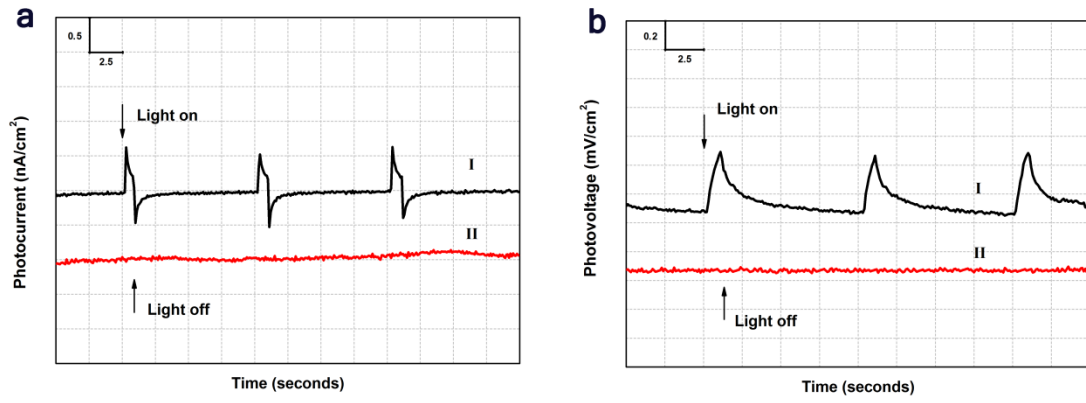 a
0.5
2.5
Light on
I
II
Light off
Photocurrent (nA/cm²)
Time (seconds)
b
0.2
2.5
Light on
I
II
Light off
Photovoltage (mV/cm²)
Time (seconds)